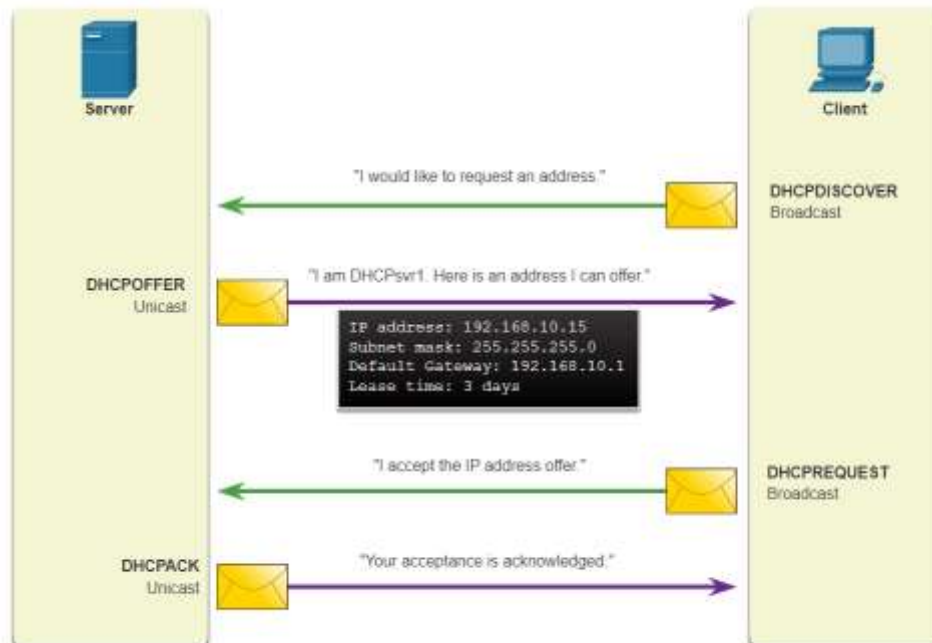 Server
Client
"I would like to request an address."
DHCPDISCOVER
Broadcast
DHCPOFFER
Unicast
"I am DHCPsvr1. Here is an address I can offer."
IP address: 192.168.10.15
Subnet mask: 255.255.255.0
Default Gateway: 192.168.10.1
Lease time: 3 days
"I accept the IP address offer."
DHCPREQUEST
Broadcast
DHCPACK
Unicast
"Your acceptance is acknowledged."